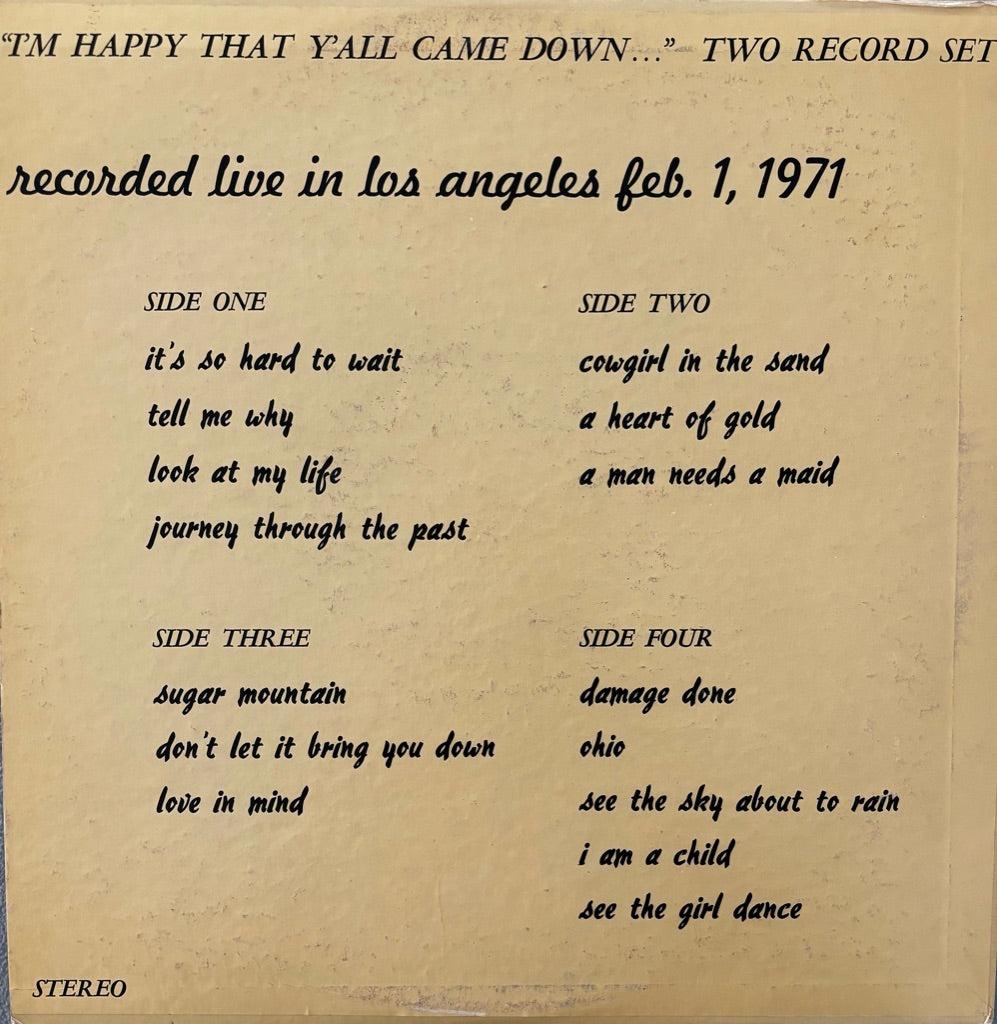 "I'M HAPPY THAT Y'ALL CAME DOWN..." TWO RECORD SET
recorded live in los angeles feb. 1, 1971
SIDE ONE
it's so hard to wait
tell me why
look at my life
journey through the past
SIDE TWO
cowgirl in the sand
a heart of gold
a man needs a maid
SIDE THREE
sugar mountain
don't let it bring you down
love in mind
SIDE FOUR
damage done
ohio
see the sky about to rain
i am a child
see the girl dance
STEREO